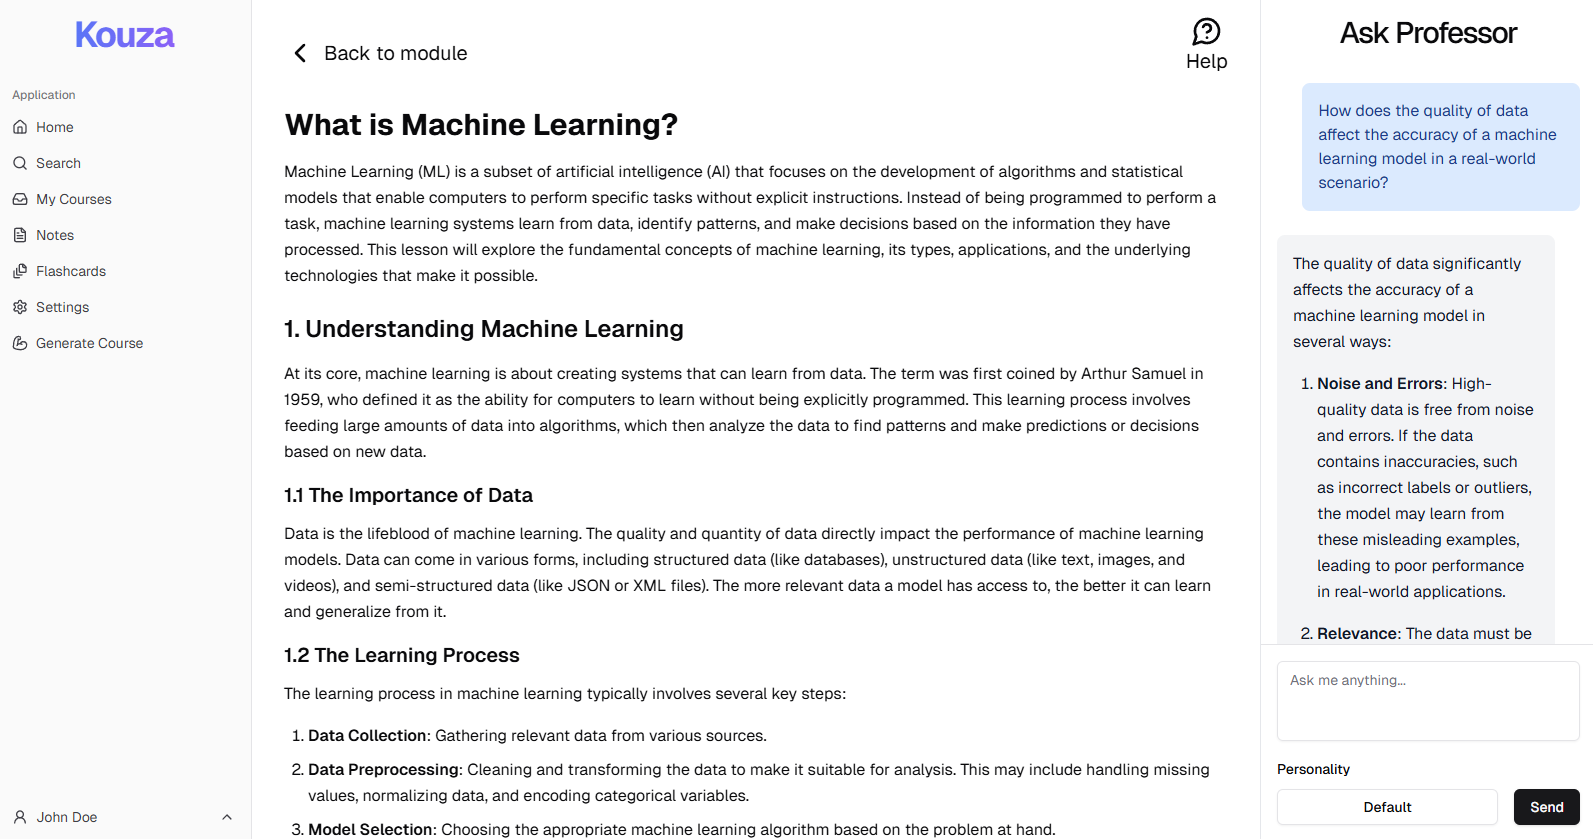 Kouza
Application
Home
Search
My Courses
Notes
Flashcards
Settings
Generate Course
John Doe
Back to module
Help
What is Machine Learning?
Machine Learning (ML) is a subset of artificial intelligence (AI) that focuses on the development of algorithms and statistical
models that enable computers to perform specific tasks without explicit instructions. Instead of being programmed to perform a
task, machine learning systems learn from data, identify patterns, and make decisions based on the information they have
processed. This lesson will explore the fundamental concepts of machine learning, its types, applications, and the underlying
technologies that make it possible.
1. Understanding Machine Learning
At its core, machine learning is about creating systems that can learn from data. The term was first coined by Arthur Samuel in
1959, who defined it as the ability for computers to learn without being explicitly programmed. This learning process involves
feeding large amounts of data into algorithms, which then analyze the data to find patterns and make predictions or decisions
based on new data.
1.1 The Importance of Data
Data is the lifeblood of machine learning. The quality and quantity of data directly impact the performance of machine learning
models. Data can come in various forms, including structured data (like databases), unstructured data (like text, images, and
videos), and semi-structured data (like JSON or XML files). The more relevant data a model has access to, the better it can learn
and generalize from it.
1.2 The Learning Process
The learning process in machine learning typically involves several key steps:
1. Data Collection: Gathering relevant data from various sources.
2. Data Preprocessing: Cleaning and transforming the data to make it suitable for analysis. This may include handling missing
values, normalizing data, and encoding categorical variables.
3. Model Selection: Choosing the appropriate machine learning algorithm based on the problem at hand.
Ask Professor
How does the quality of data
affect the accuracy of a machine
learning model in a real-world
scenario?
The quality of data significantly
affects the accuracy of a
machine learning model in
several ways:
1. Noise and Errors: High-
quality data is free from noise
and errors. If the data
contains inaccuracies, such
as incorrect labels or outliers,
the model may learn from
these misleading examples,
leading to poor performance
in real-world applications.
2. Relevance: The data must be
Ask me anything...
Personality
Default
Send